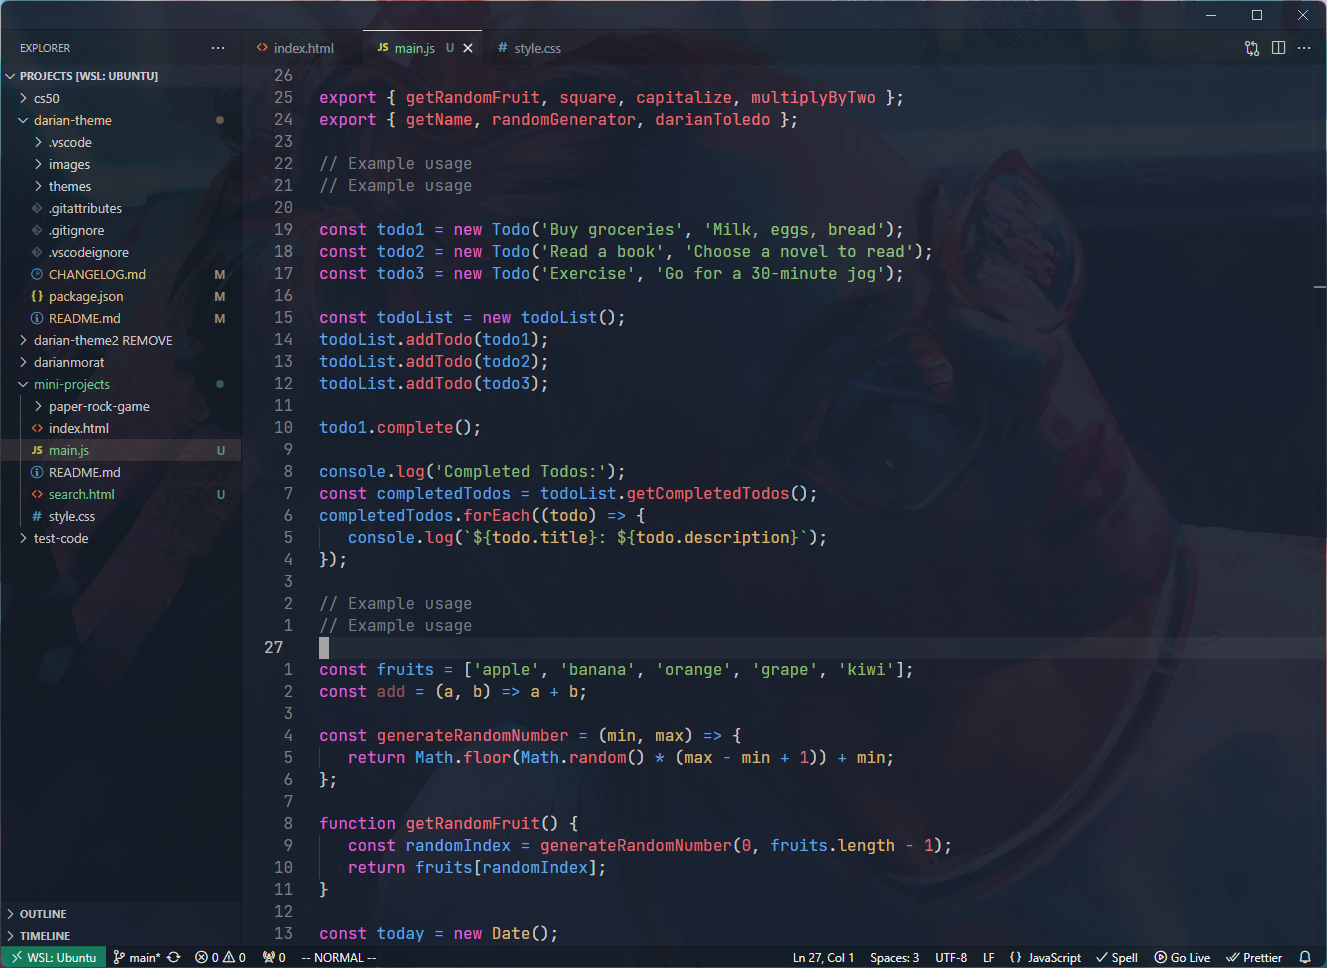 EXPLORER
PROJECTS [WSL: UBUNTU]
cs50
darian-theme
.vscode
images
themes
.gitattributes
.gitignore
.vscodeignore
CHANGELOG.md M
package.json M
README.md M
darian-theme2 REMOVE
darianmorat
mini-projects
paper-rock-game
index.html
main.js U
README.md
search.html U
style.css
test-code
OUTLINE
TIMELINE
index.html JS main.js U # style.css
26
25 export { getRandomFruit, square, capitalize, multiplyByTwo };
24 export { getName, randomGenerator, darianToledo };
23
22 // Example usage
21 // Example usage
20
19 const todo1 = new Todo('Buy groceries', 'Milk, eggs, bread');
18 const todo2 = new Todo('Read a book', 'Choose a novel to read');
17 const todo3 = new Todo('Exercise', 'Go for a 30-minute jog');
16
15 const todoList = new todoList();
14 todoList.addTodo(todo1);
13 todoList.addTodo(todo2);
12 todoList.addTodo(todo3);
11
10 todo1.complete();
9
8 console.log('Completed Todos:');
7 const completedTodos = todoList.getCompletedTodos();
6 completedTodos.forEach((todo) => {
5 console.log(`${todo.title}: ${todo.description}`);
4 });
3
2 // Example usage
1 // Example usage
27
1 const fruits = ['apple', 'banana', 'orange', 'grape', 'kiwi'];
2 const add = (a, b) => a + b;
3
4 const generateRandomNumber = (min, max) => {
5 return Math.floor(Math.random() * (max - min + 1)) + min;
6 };
7
8 function getRandomFruit() {
9 const randomIndex = generateRandomNumber(0, fruits.length - 1);
10 return fruits[randomIndex];
11 }
12
13 const today = new Date();
WSL: Ubuntu main* 0 0 0 -- NORMAL -- Ln 27, Col 1 Spaces: 3 UTF-8 LF {} JavaScript Spell Go Live Prettier